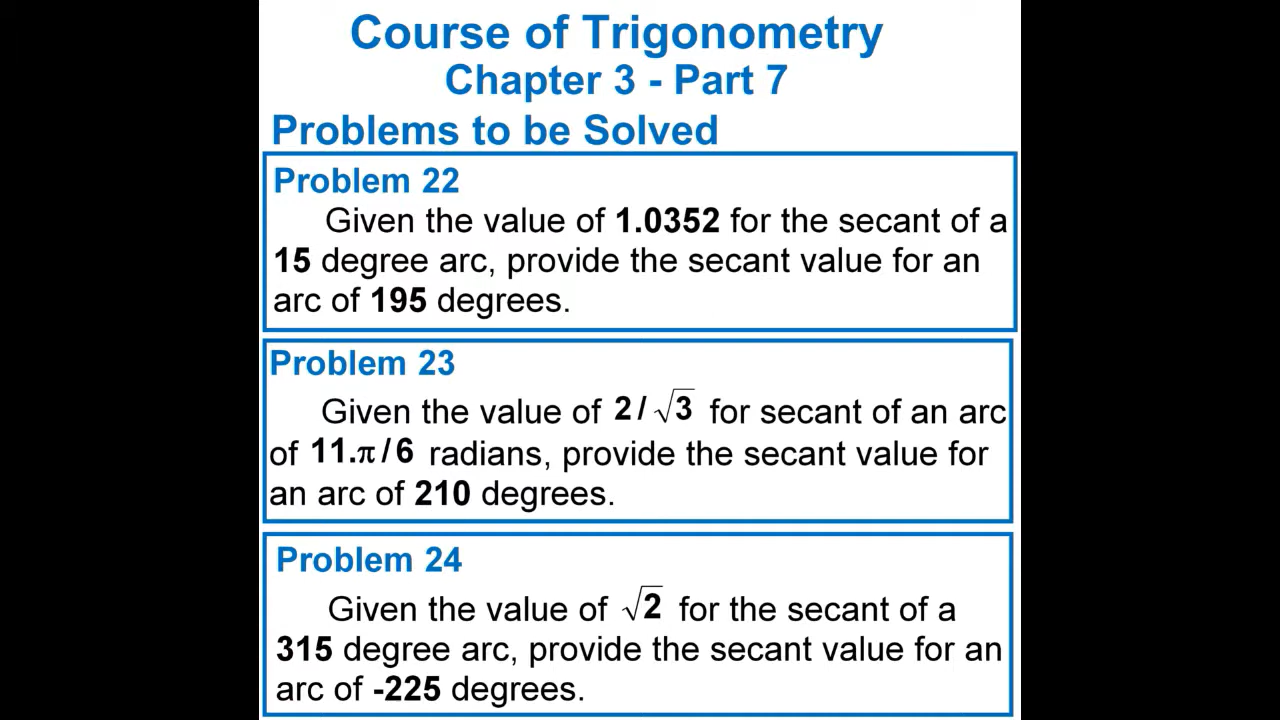 Course of Trigonometry
Chapter 3 - Part 7
Problems to be Solved
Problem 22
Given the value of 1.0352 for the secant of a
15 degree arc, provide the secant value for an
arc of 195 degrees.
Problem 23
Given the value of 2 / √3 for secant of an arc
of 11.π / 6 radians, provide the secant value for
an arc of 210 degrees.
Problem 24
Given the value of √2 for the secant of a
315 degree arc, provide the secant value for an
arc of -225 degrees.